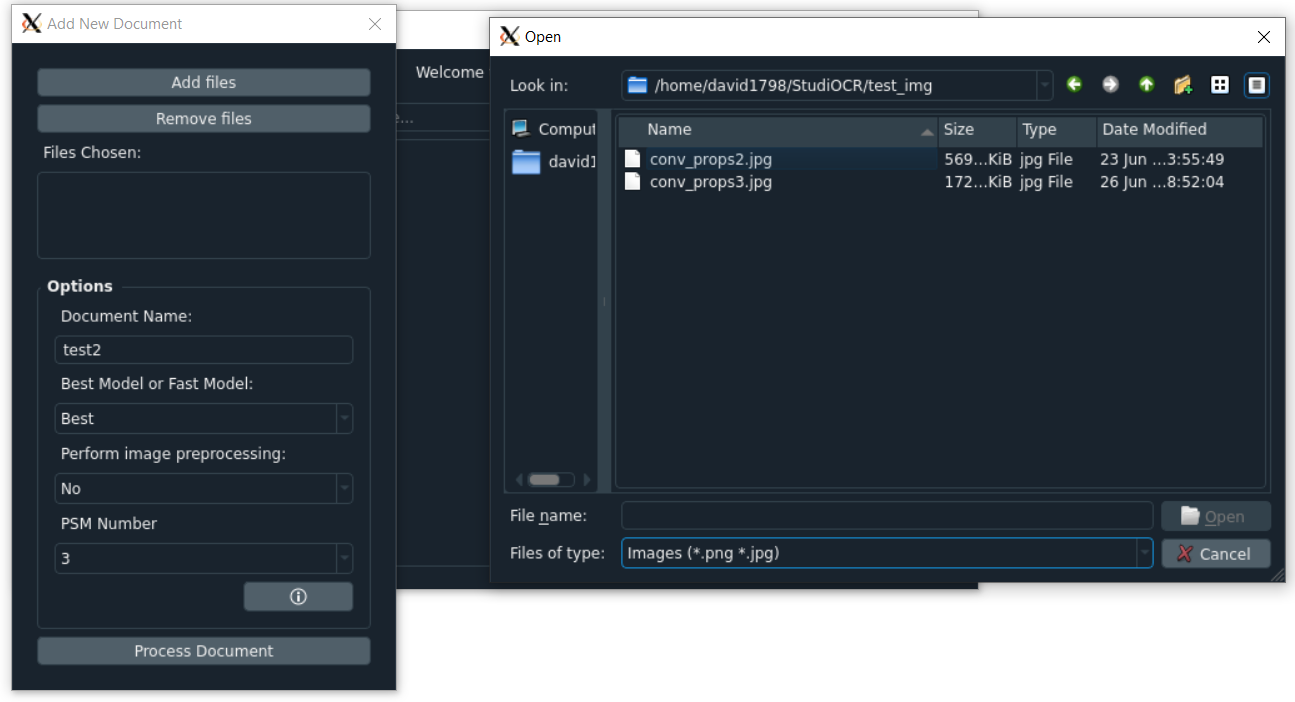 Add New Document
Add files
Remove files
Files Chosen:
Options
Document Name:
test2
Best Model or Fast Model:
Best
Perform image preprocessing:
No
PSM Number
3
Process Document
Welcome
e...
Open
Look in:
/home/david1798/StudiOCR/test_img
Comput
david1
Name Size Type Date Modified
conv_props2.jpg 569...KiB jpg File 23 Jun ...3:55:49
conv_props3.jpg 172...KiB jpg File 26 Jun ...8:52:04
File name:
Open
Files of type:
Images (*.png *.jpg)
Cancel